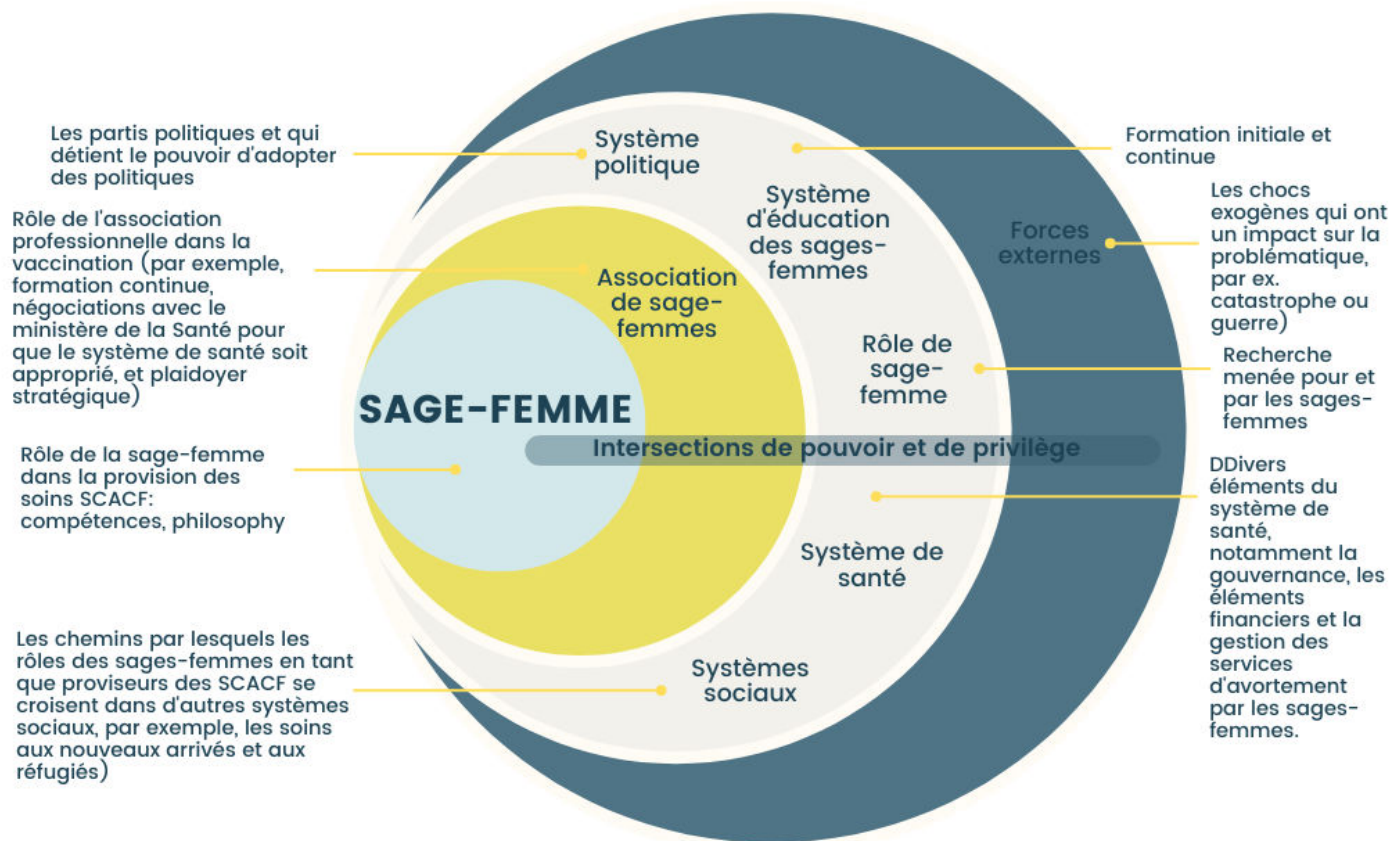 Les partis politiques et qui
détient le pouvoir d'adopter
des politiques
Rôle de l'association
professionnelle dans la
vaccination (par exemple,
formation continue,
négociations avec le
ministère de la Santé pour
que le système de santé soit
approprié, et plaidoyer
stratégique)
Rôle de la sage-femme
dans la provision des
soins SCACF:
compétences, philosophy
Les chemins par lesquels les
rôles des sages-femmes en tant
que proviseurs des SCACF se
croisent dans d'autres systèmes
sociaux, par exemple, les soins
aux nouveaux arrivés et aux
réfugiés)
Système
politique
Système
d'éducation
des sages-
femmes
Forces
externes
Association
de sage-
femmes
Rôle de
sage-
femme
SAGE-FEMME
Intersections de pouvoir et de privilège
Système de
santé
Systèmes
sociaux
Formation initiale et
continue
Les chocs
exogènes qui ont
un impact sur la
problématique,
par ex.
catastrophe ou
guerre)
Recherche
menée pour et
par les sages-
femmes
DDivers
éléments du
système de
santé,
notamment la
gouvernance, les
éléments
financiers et la
gestion des
services
d'avortement
par les sages-
femmes.